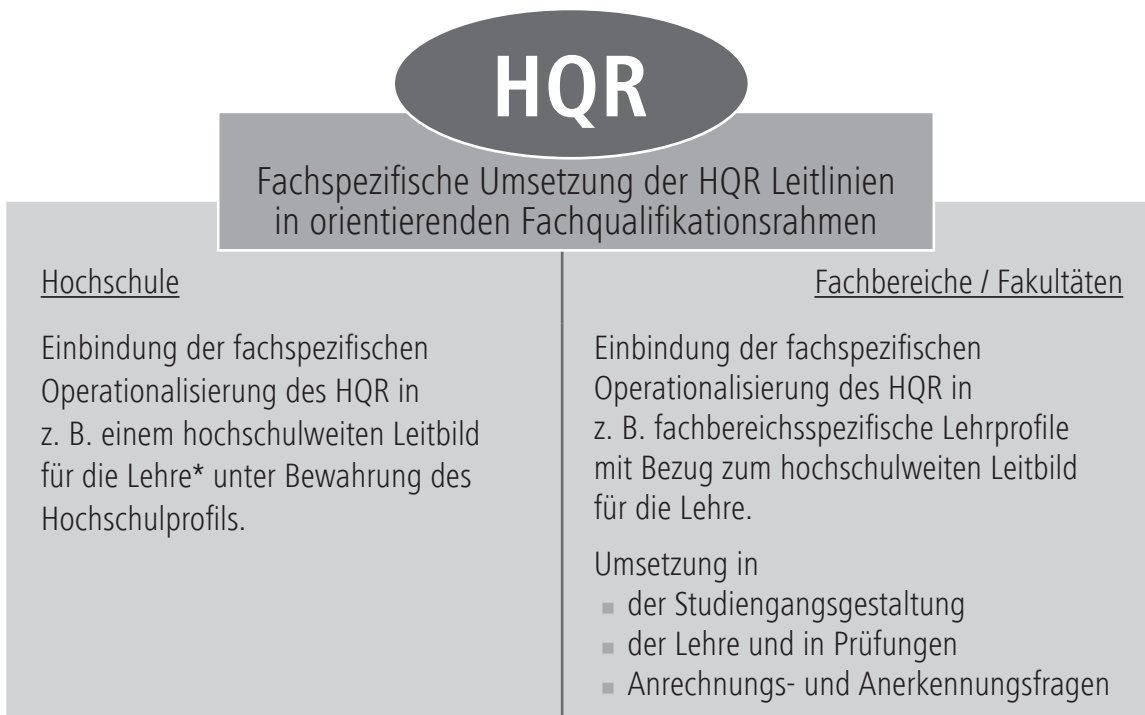 HQR
Fachspezifische Umsetzung der HQR Leitlinien
in orientierenden Fachqualifikationsrahmen
Hochschule
Einbindung der fachspezifischen
Operationalisierung des HQR in
z. B. einem hochschulweiten Leitbild
für die Lehre* unter Bewahrung des
Hochschulprofils.
Fachbereiche / Fakultäten
Einbindung der fachspezifischen
Operationalisierung des HQR in
z. B. fachbereichsspezifische Lehrprofile
mit Bezug zum hochschulweiten Leitbild
für die Lehre.
Umsetzung in
■ der Studiengangsgestaltung
■ der Lehre und in Prüfungen
■ Anrechnungs- und Anerkennungsfragen